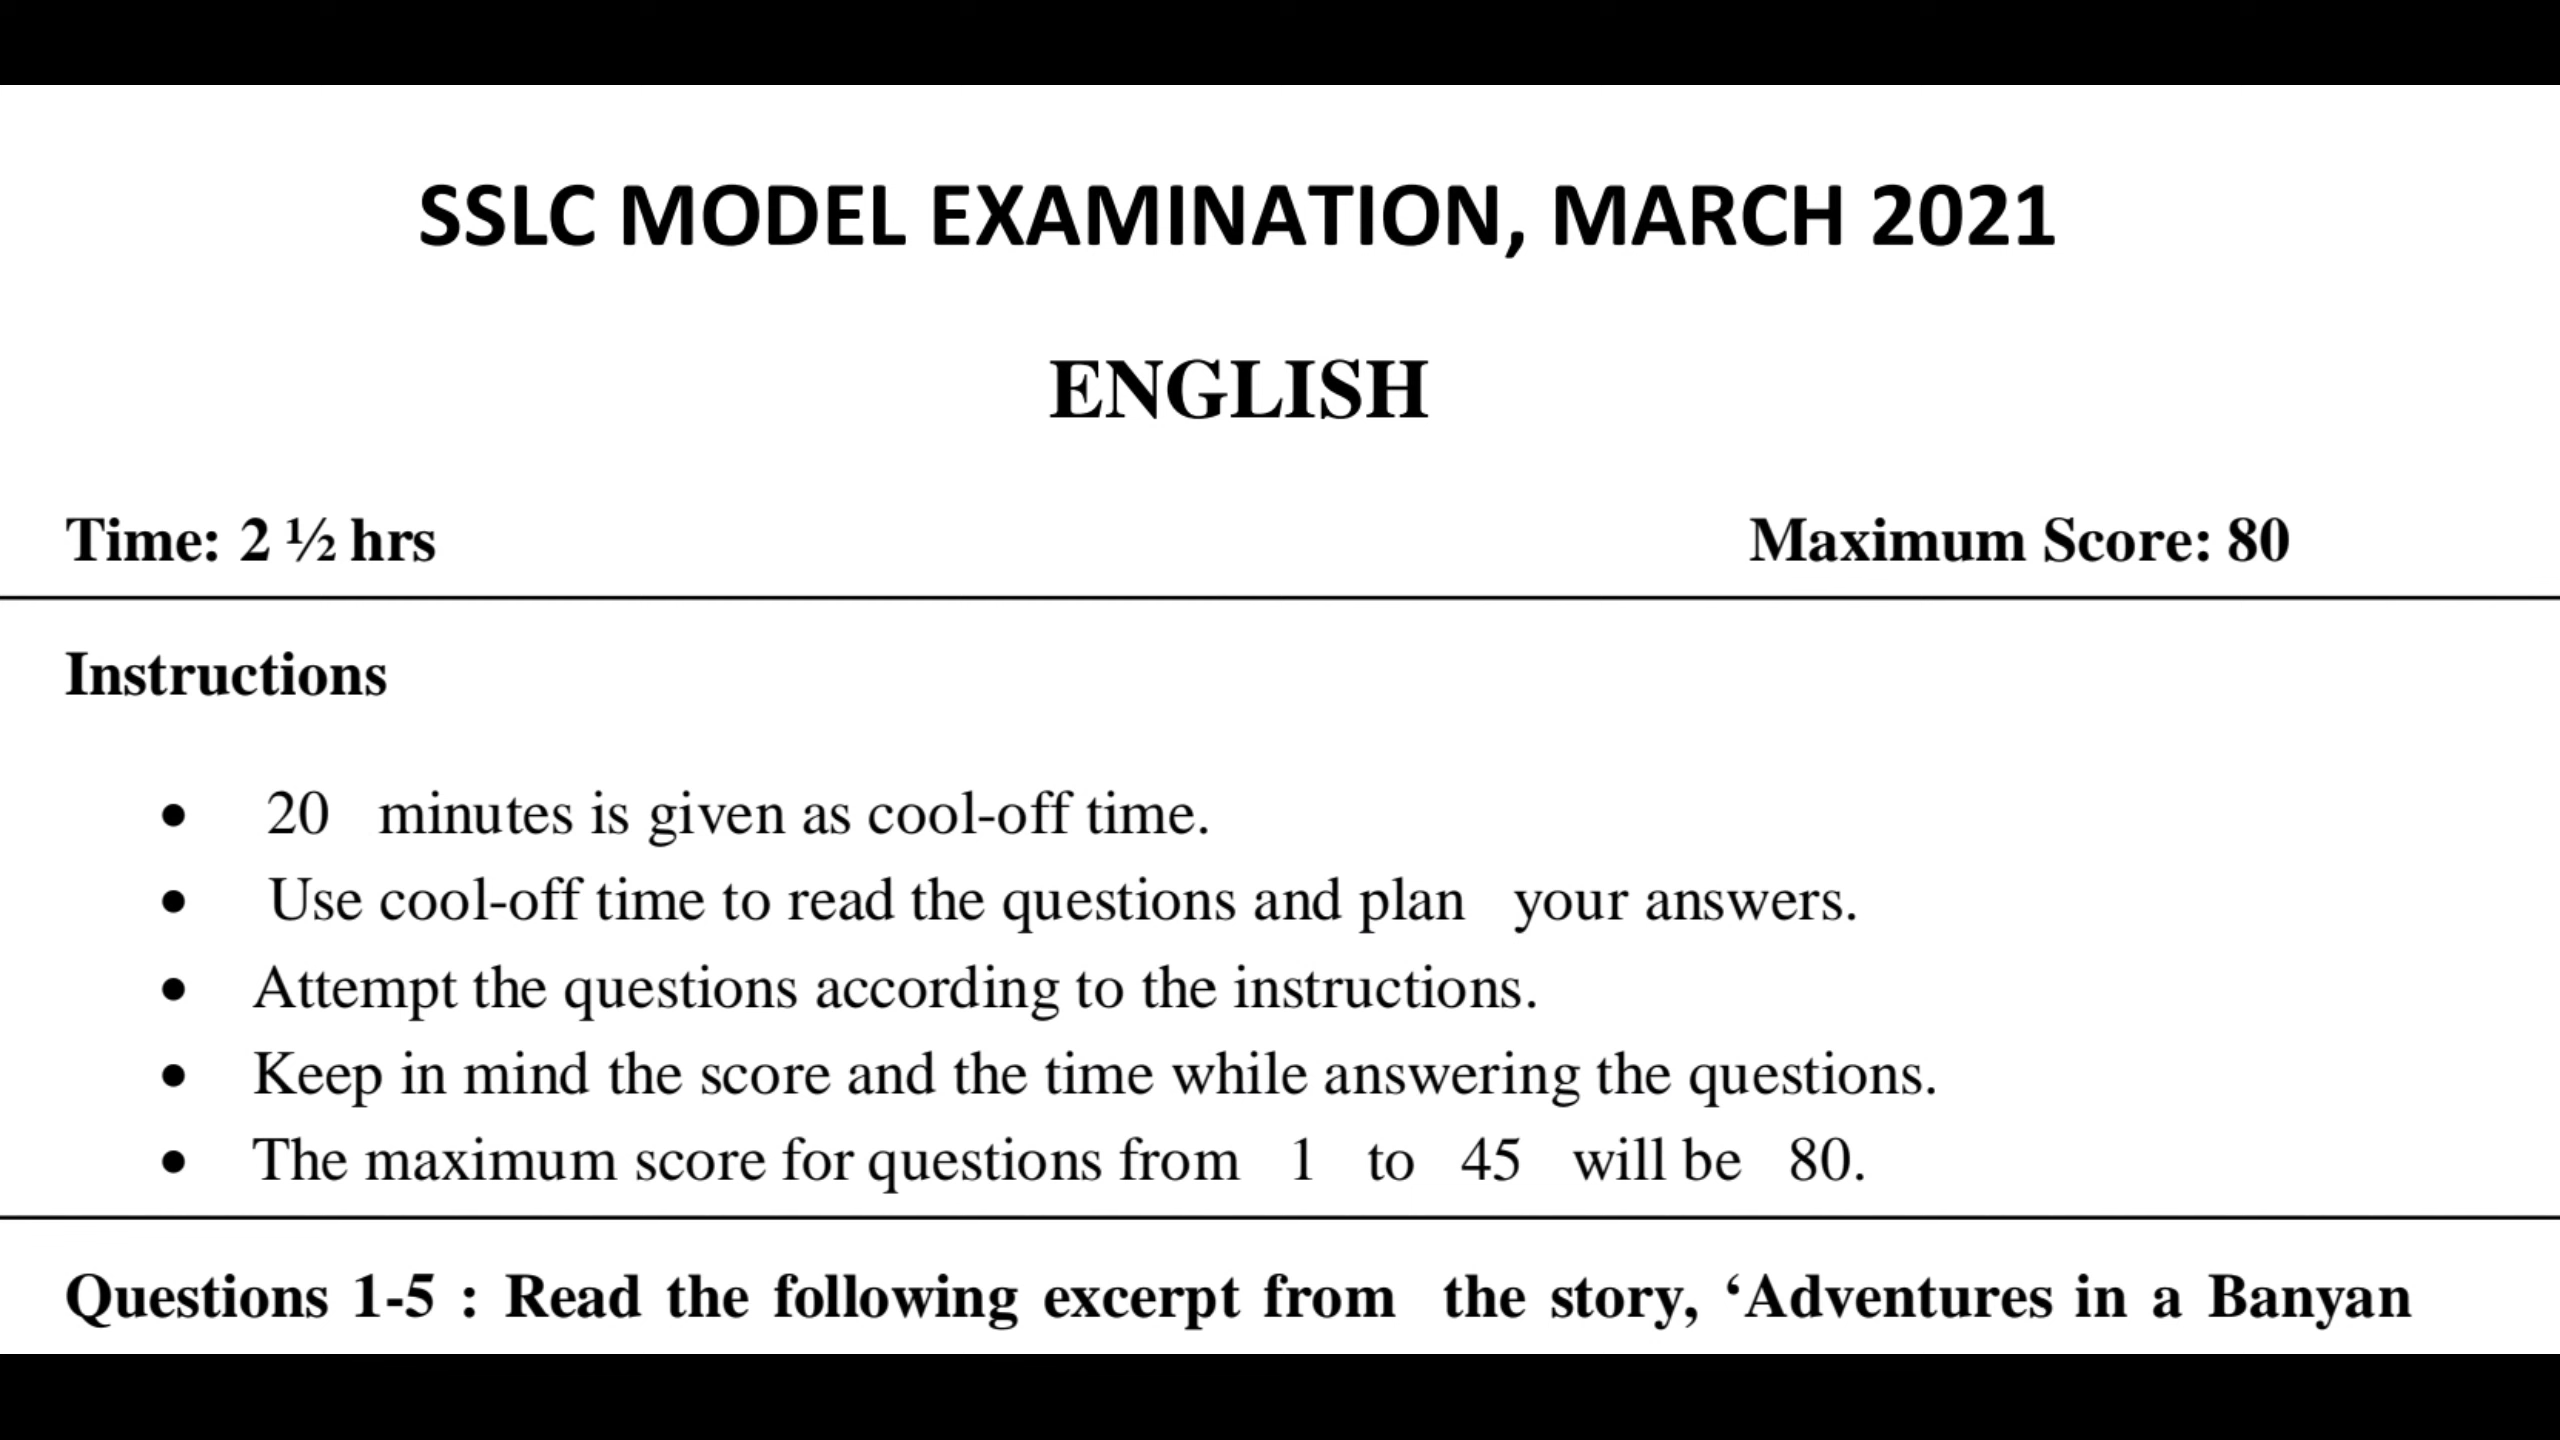 SSLC MODEL EXAMINATION, MARCH 2021
ENGLISH
Time: 2 ½ hrs Maximum Score: 80
Instructions
• 20 minutes is given as cool-off time.
• Use cool-off time to read the questions and plan your answers.
• Attempt the questions according to the instructions.
• Keep in mind the score and the time while answering the questions.
• The maximum score for questions from 1 to 45 will be 80.
Questions 1-5 : Read the following excerpt from the story, ‘Adventures in a Banyan